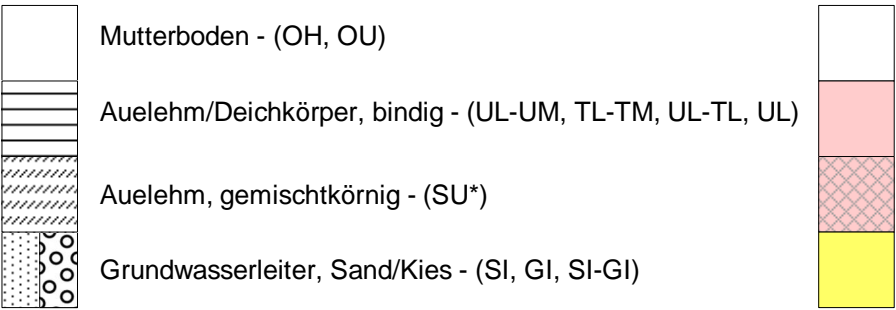 Mutterboden - (OH, OU)
Auelehm/Deichkörper, bindig - (UL-UM, TL-TM, UL-TL, UL)
Auelehm, gemischtkörnig - (SU*)
Grundwasserleiter, Sand/Kies - (SI, GI, SI-GI)